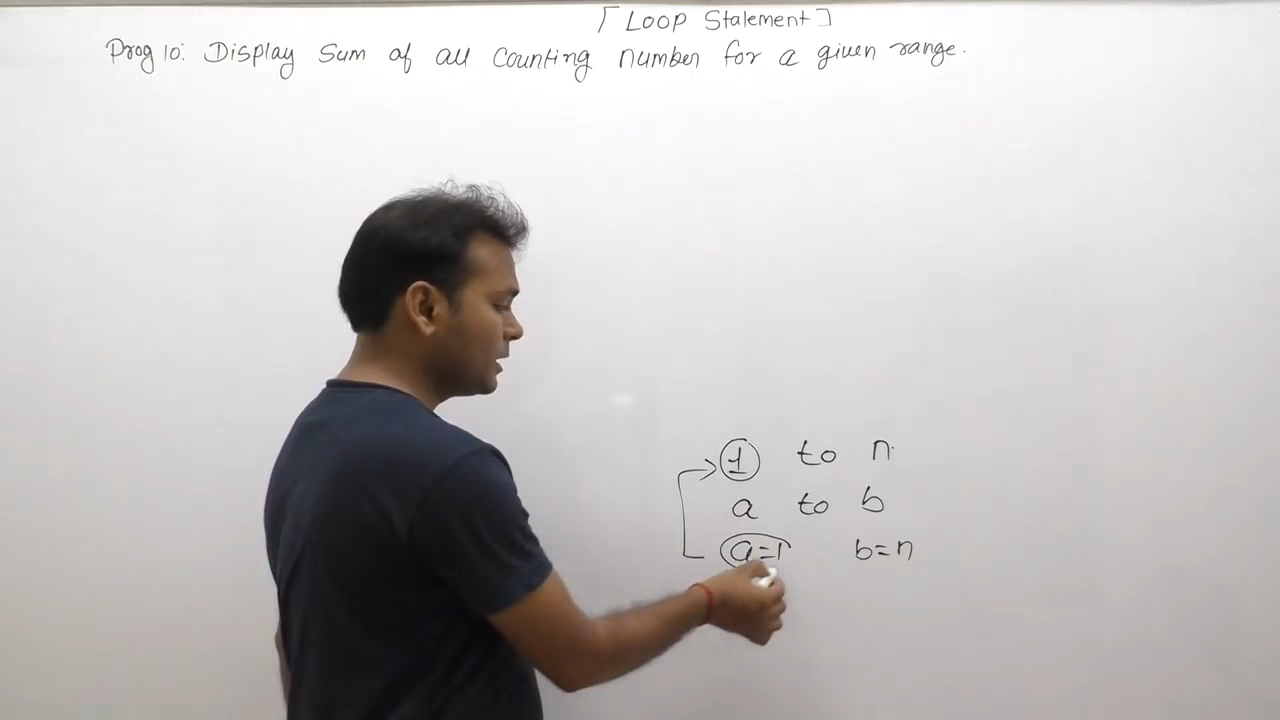 [Loop Statement]
Prog 10: Display Sum of all Counting number for a given range.
1 to n
a to b
a=1 b=n